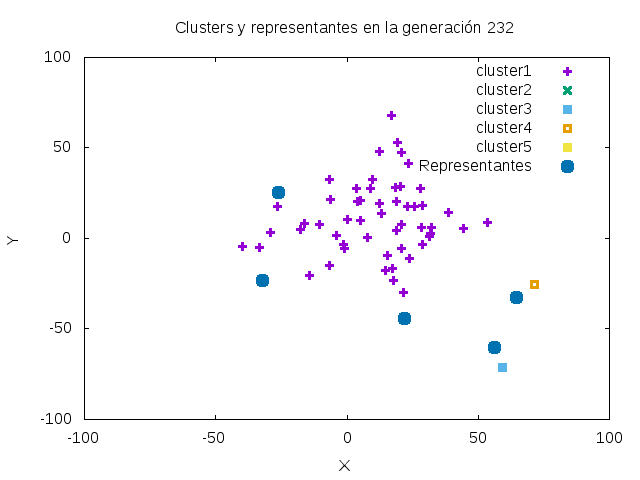 Clusters y representantes en la generación 232
100
50
0
-50
-100
Y
cluster1
cluster2
cluster3
cluster4
cluster5
Representantes
-100 -50 0 50 100
X